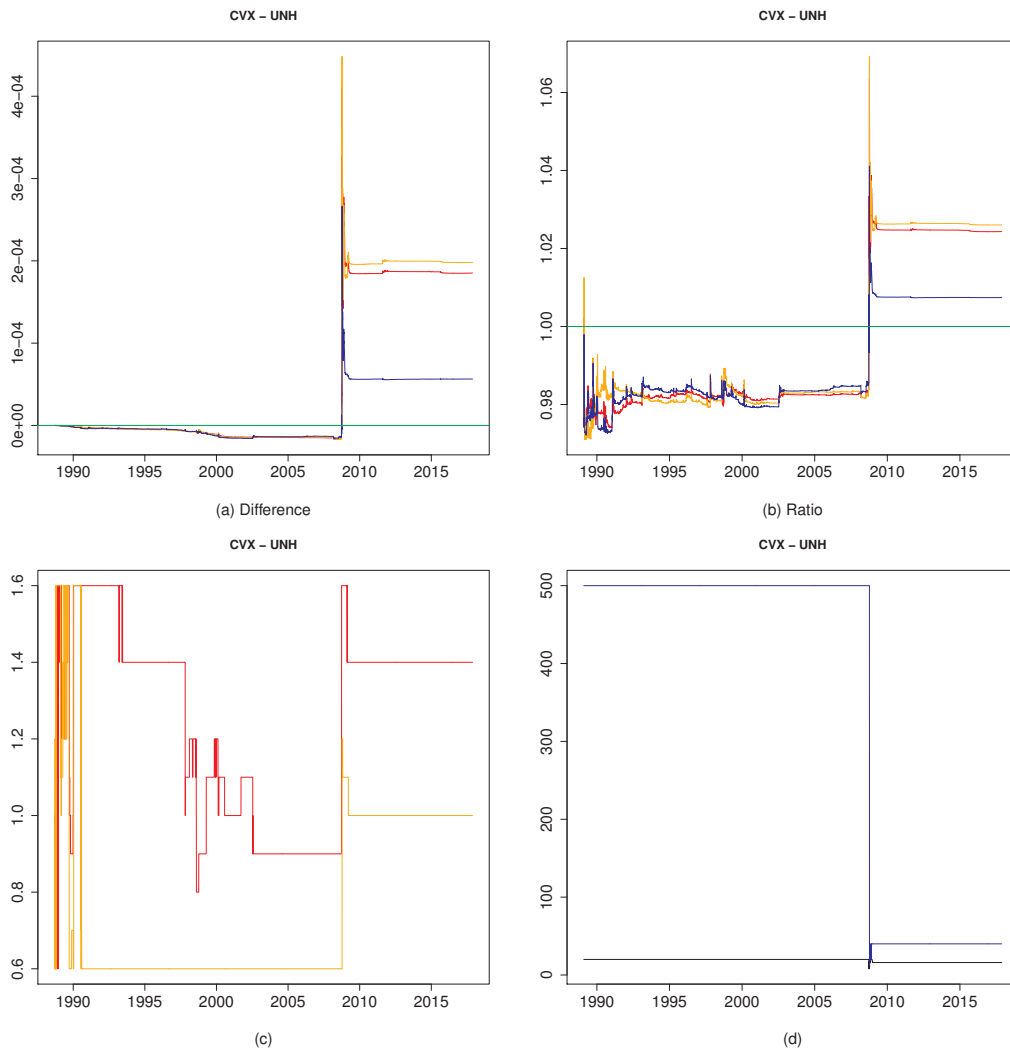 CVX − UNH
4e−04
3e−04
2e−04
1e−04
0e+00
1990 1995 2000 2005 2010 2015
(a) Difference
CVX − UNH
1.06
1.04
1.02
1.00
0.98
1990 1995 2000 2005 2010 2015
(b) Ratio
CVX − UNH
1.6
1.4
1.2
1.0
0.8
0.6
1990 1995 2000 2005 2010 2015
(c)
CVX − UNH
500
400
300
200
100
0
1990 1995 2000 2005 2010 2015
(d)